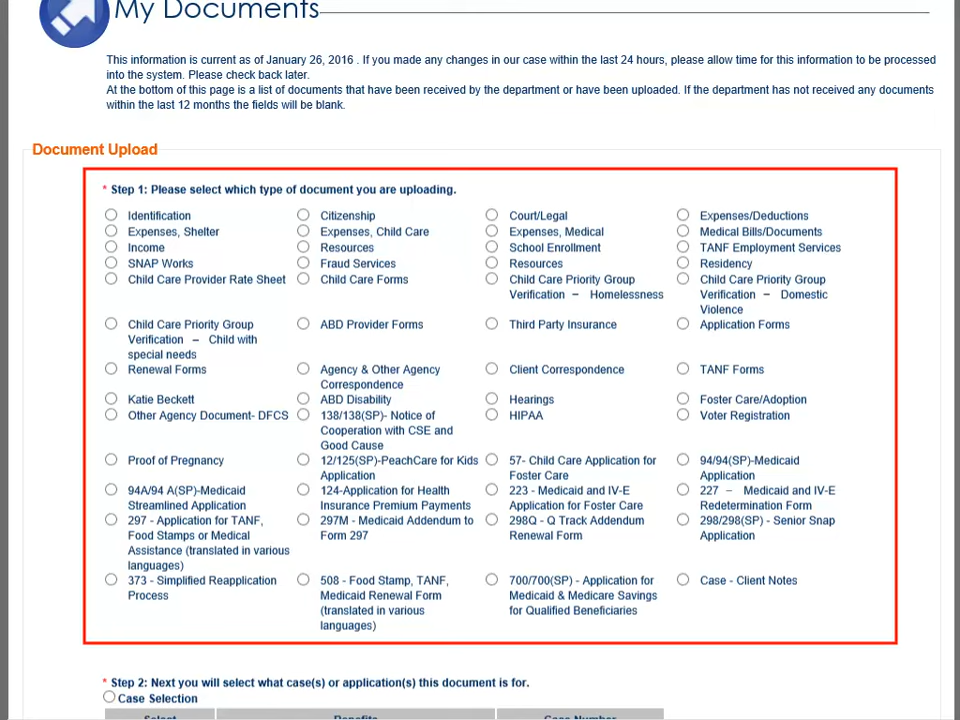 My Documents
This information is current as of January 26, 2016 . If you made any changes in our case within the last 24 hours, please allow time for this information to be processed
into the system. Please check back later.
At the bottom of this page is a list of documents that have been received by the department or have been uploaded. If the department has not received any documents
within the last 12 months the fields will be blank.
Document Upload
* Step 1: Please select which type of document you are uploading.
Identification Citizenship Court/Legal Expenses/Deductions
Expenses, Shelter Expenses, Child Care Expenses, Medical Medical Bills/Documents
Income Resources School Enrollment TANF Employment Services
SNAP Works Fraud Services Resources Residency
Child Care Provider Rate Sheet Child Care Forms Child Care Priority Group Child Care Priority Group
Verification – Homelessness Verification – Domestic
Violence
Child Care Priority Group ABD Provider Forms Third Party Insurance Application Forms
Verification – Child with
special needs
Renewal Forms Agency & Other Agency Client Correspondence TANF Forms
Correspondence
Katie Beckett ABD Disability Hearings Foster Care/Adoption
Other Agency Document- DFCS 138/138(SP)- Notice of HIPAA Voter Registration
Cooperation with CSE and
Good Cause
Proof of Pregnancy 12/125(SP)-PeachCare for Kids 57- Child Care Application for 94/94(SP)-Medicaid
Application Foster Care Application
94A/94 A(SP)-Medicaid 124-Application for Health 223 - Medicaid and IV-E 227 – Medicaid and IV-E
Streamlined Application Insurance Premium Payments Application for Foster Care Redetermination Form
297 - Application for TANF, 297M - Medicaid Addendum to 298Q - Q Track Addendum 298/298(SP) - Senior Snap
Food Stamps or Medical Form 297 Renewal Form Application
Assistance (translated in various
languages)
373 - Simplified Reapplication 508 - Food Stamp, TANF, 700/700(SP) - Application for Case - Client Notes
Process Medicaid Renewal Form Medicaid & Medicare Savings
(translated in various for Qualified Beneficiaries
languages)
* Step 2: Next you will select what case(s) or application(s) this document is for.
Case Selection
Select Benefits Case Number